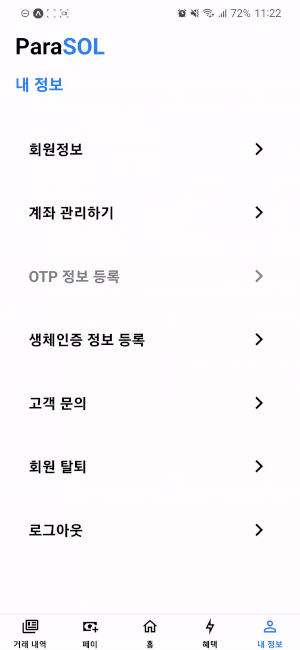 72% 11:22
ParaSOL
내 정보
회원정보
계좌 관리하기
OTP 정보 등록
생체인증 정보 등록
고객 문의
회원 탈퇴
로그아웃
거래 내역 페이 홈 혜택 내 정보